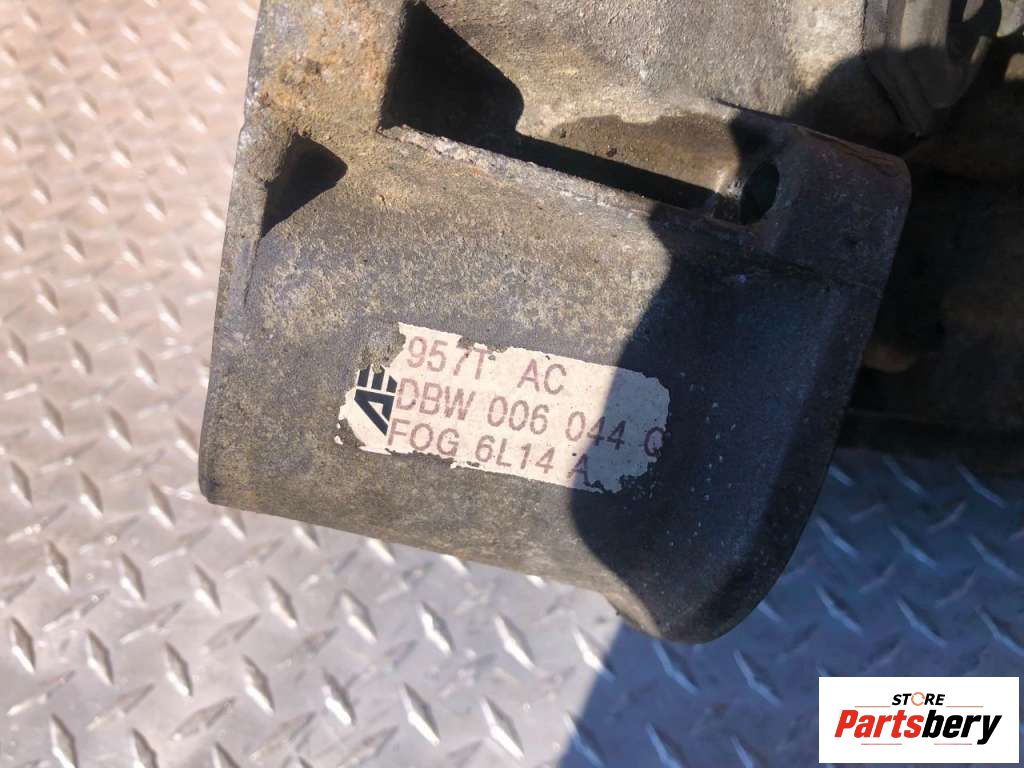 957T AC
DBW 006 044
FOG 6L14 A
STORE
Partsbery